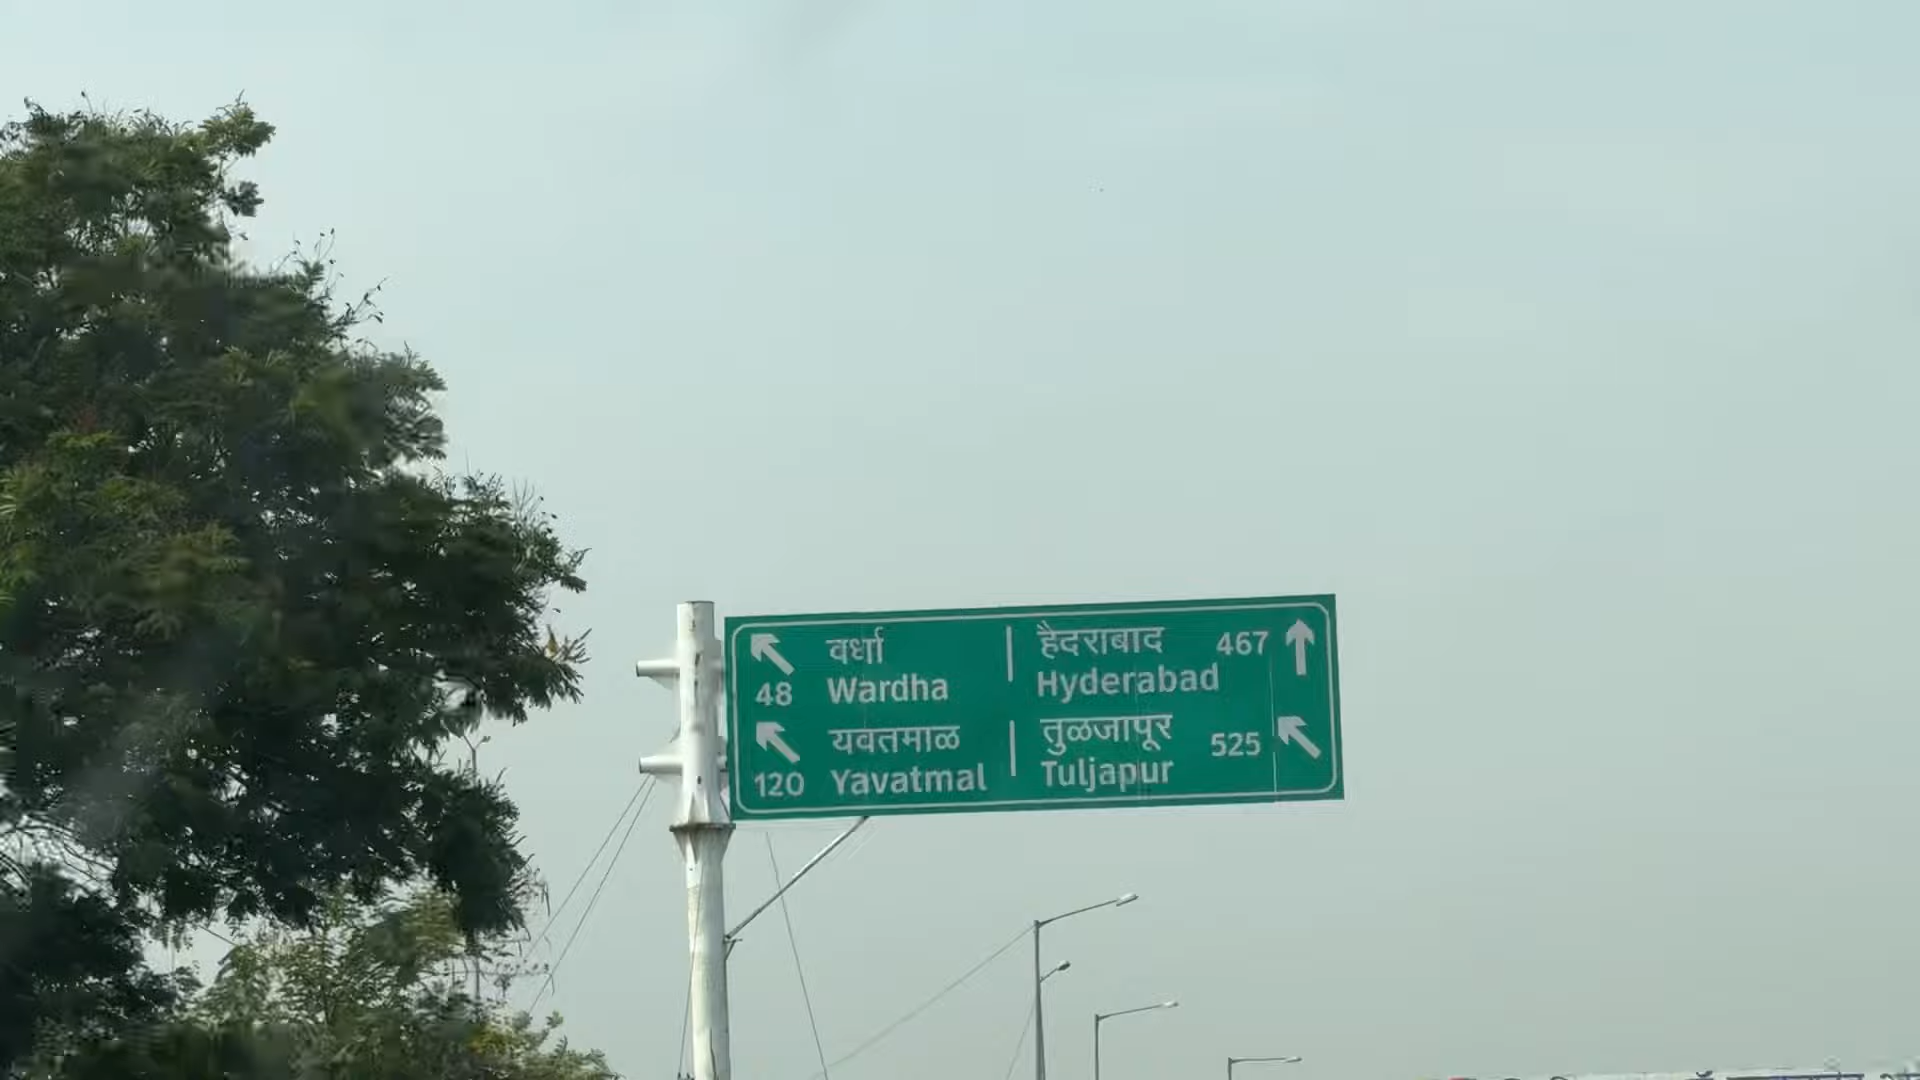 वर्धा
48 Wardha
यवतमाळ
120 Yavatmal
हैदराबाद 467
Hyderabad
तुळजापूर 525
Tuljapur